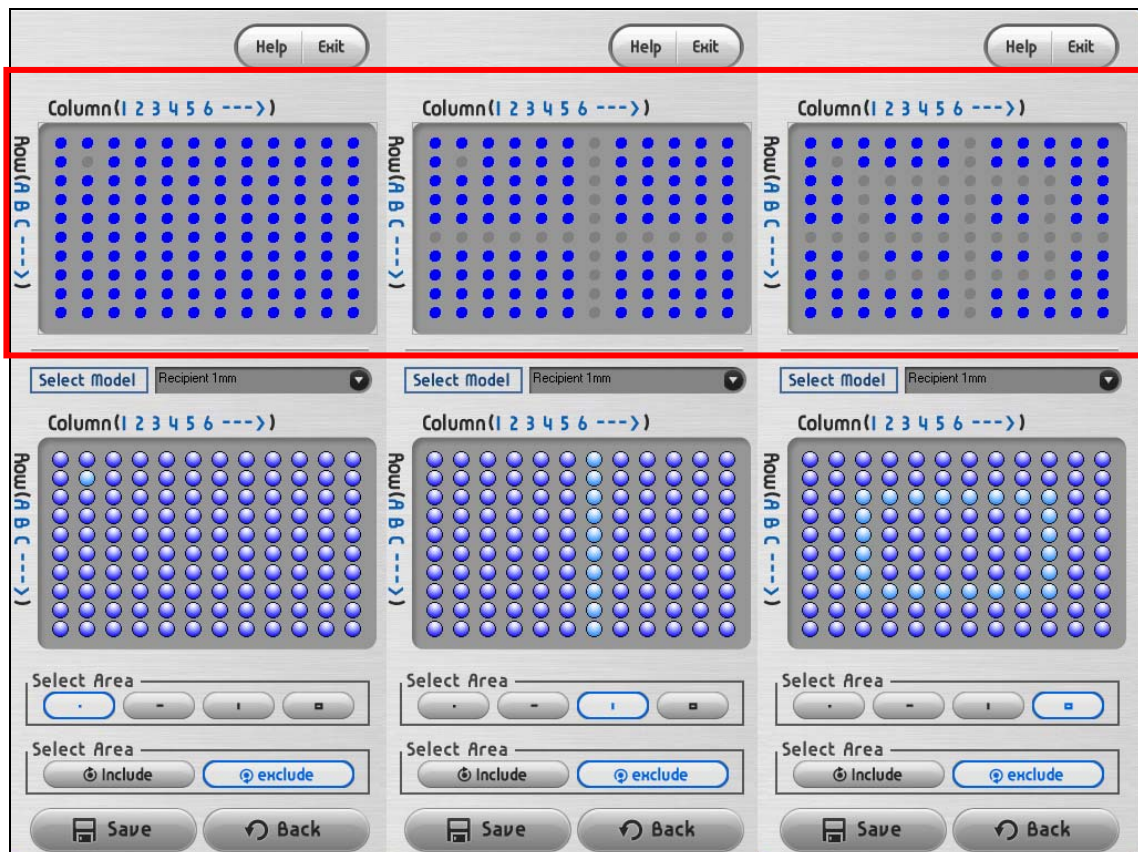 Help Exit
Column(1 2 3 4 5 6 --->)
Row(A B C --->)
Select Model Recipient 1mm
Column(1 2 3 4 5 6 --->)
Row(A B C --->)
Select Area
Select Area
Include exclude
Save Back
Help Exit
Column(1 2 3 4 5 6 --->)
Row(A B C --->)
Select Model Recipient 1mm
Column(1 2 3 4 5 6 --->)
Row(A B C --->)
Select Area
Select Area
Include exclude
Save Back
Help Exit
Column(1 2 3 4 5 6 --->)
Row(A B C --->)
Select Model Recipient 1mm
Column(1 2 3 4 5 6 --->)
Row(A B C --->)
Select Area
Select Area
Include exclude
Save Back